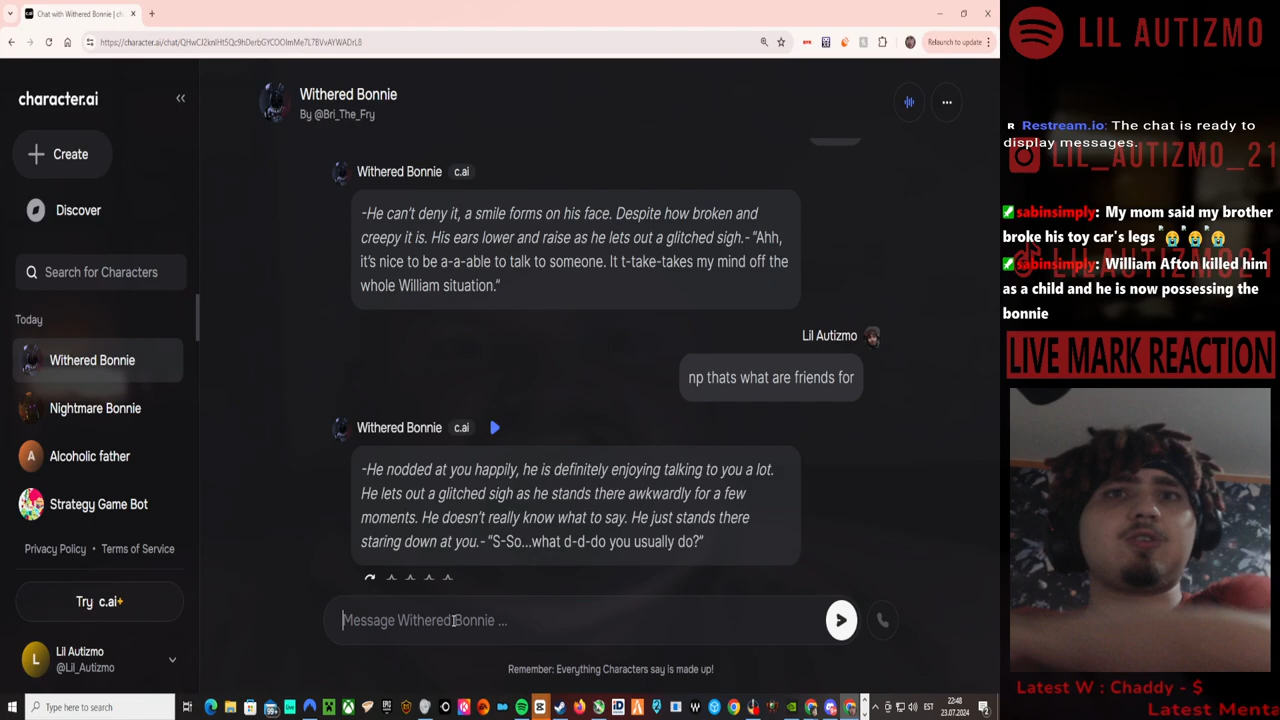 Chat with Withered Bonnie | ch
https://character.ai/chat/
Relaunch to update
character.ai
Create
Discover
Search for Characters
Today
Withered Bonnie
Nightmare Bonnie
A
Alcoholic father
Strategy Game Bot
Privacy Policy • Terms of Service
Try c.ai+
L
Lil Autizmo
@Lil_Autizmo
Withered Bonnie
By @Bri_The_Fry
Withered Bonnie c.ai
-He can't deny it, a smile forms on his face. Despite how broken and
creepy it is. His ears lower and raise as he lets out a glitched sigh.- "Ahh,
it's nice to be a-a-able to talk to someone. It t-take-takes my mind off the
whole William situation."
Lil Autizmo
np thats what are friends for
Withered Bonnie c.ai
-He nodded at you happily, he is definitely enjoying talking to you a lot.
He lets out a glitched sigh as he stands there awkwardly for a few
moments. He doesn't really know what to say. He just stands there
staring down at you.- "S-So...what d-d-do you usually do?"
Message Withered Bonnie ...
Remember: Everything Characters say is made up!
LIL AUTIZMO
R Restream.io: The chat is ready to
display messages.
LIL_AUTIZMO_21
sabinsimply: My mom said my brother
broke his toy car's legs
sabinsimply: William Afton killed him
as a child and he is now possessing the
bonnie
LIVE MARK REACTION
Latest W : Chaddy - $
Latest Menta
Type here to search
99+
EST
22:48
23.07.2024